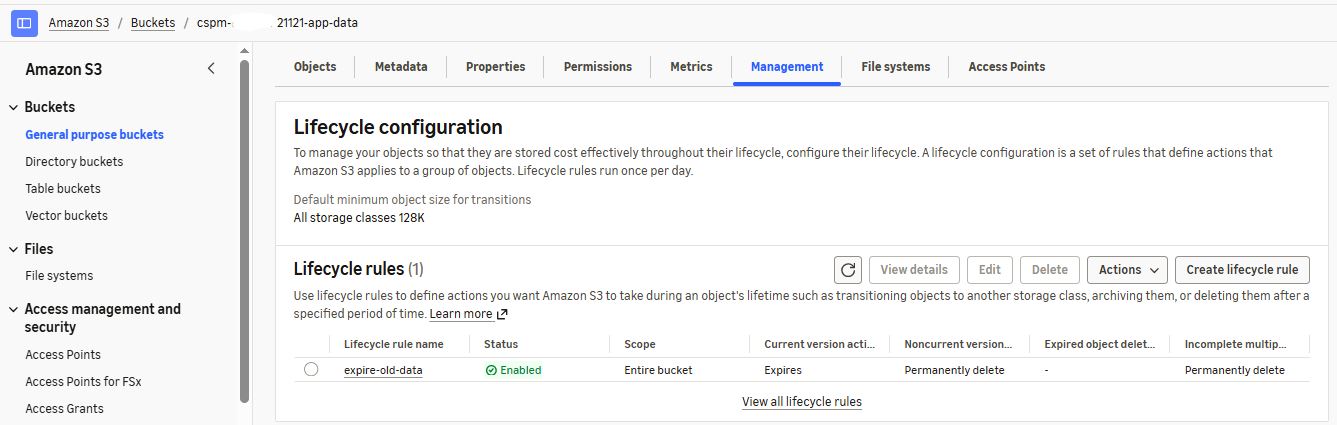 Amazon S3 / Buckets / cspm- 21121-app-data
Amazon S3
Buckets
General purpose buckets
Directory buckets
Table buckets
Vector buckets
Files
File systems
Access management and
security
Access Points
Access Points for FSx
Access Grants
Objects Metadata Properties Permissions Metrics Management File systems Access Points
Lifecycle configuration
To manage your objects so that they are stored cost effectively throughout their lifecycle, configure their lifecycle. A lifecycle configuration is a set of rules that define actions that
Amazon S3 applies to a group of objects. Lifecycle rules run once per day.
Default minimum object size for transitions
All storage classes 128K
Lifecycle rules (1)
View details Edit Delete Actions Create lifecycle rule
Use lifecycle rules to define actions you want Amazon S3 to take during an object's lifetime such as transitioning objects to another storage class, archiving them, or deleting them after a
specified period of time. Learn more
Lifecycle rule name Status Scope Current version acti... Noncurrent version... Expired object delet... Incomplete multip...
expire-old-data Enabled Entire bucket Expires Permanently delete - Permanently delete
View all lifecycle rules